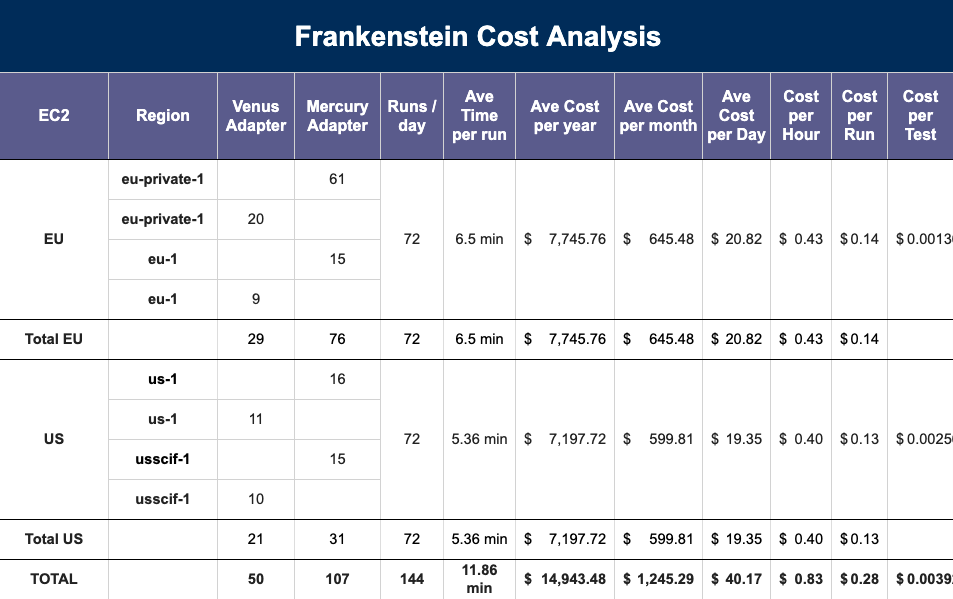 Frankenstein Cost Analysis
EC2 Region Venus Adapter Mercury Adapter Runs / day Ave Time per run Ave Cost per year Ave Cost per month Ave Cost per Day Cost per Hour Cost per Run Cost per Test
EU 72 6.5 min $ 7,745.76 $ 645.48 $ 20.82 $ 0.43 $0.14 $0.0013
eu-private-1 61
eu-private-1 20
eu-1 15
eu-1 9
Total EU 29 76 72 6.5 min $ 7,745.76 $ 645.48 $ 20.82 $ 0.43 $0.14
US 72 5.36 min $ 7,197.72 $ 599.81 $ 19.35 $ 0.40 $0.13 $0.0025
us-1 16
us-1 11
usscif-1 15
usscif-1 10
Total US 21 31 72 5.36 min $ 7,197.72 $ 599.81 $ 19.35 $ 0.40 $0.13
TOTAL 50 107 144 11.86 min $ 14,943.48 $ 1,245.29 $ 40.17 $ 0.83 $0.28 $0.0039